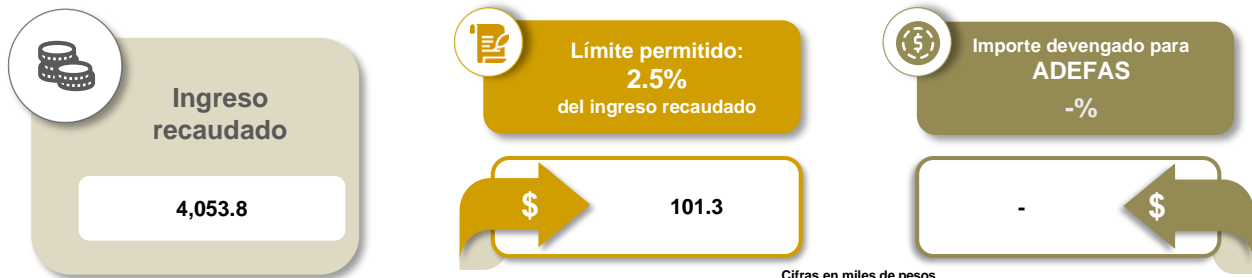 Ingreso
recaudado
4,053.8
Límite permitido:
2.5%
del ingreso recaudado
$
101.3
Importe devengado para
ADEFAS
-%
-
$
Cifras en miles de pesos